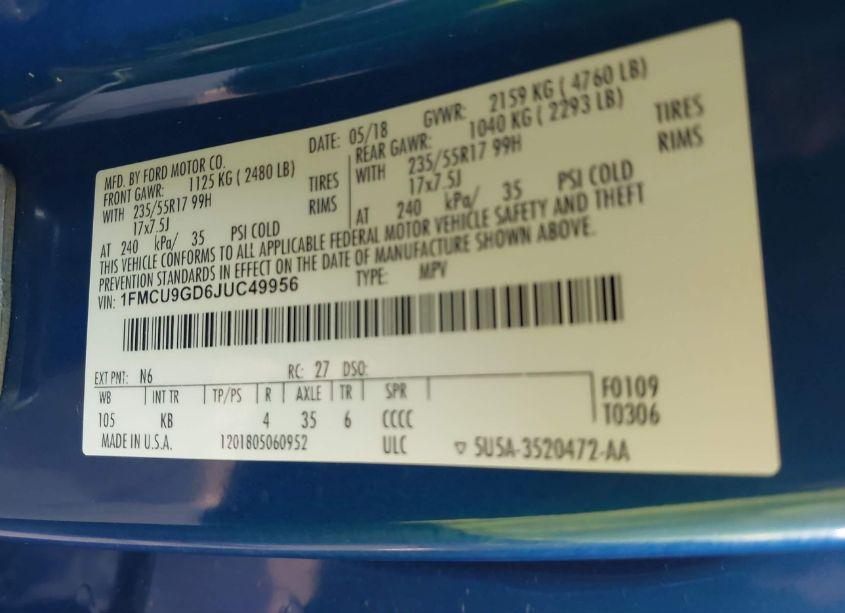 MFD. BY FORD MOTOR CO. DATE: 05/18 GVWR: 2159 KG ( 4760 LB)
FRONT GAWR: 1125 KG ( 2480 LB) REAR GAWR: 1040 KG ( 2293 LB)
WITH 235/55R17 99H TIRES WITH 235/55R17 99H TIRES
17x7.5J RIMS 17x7.5J RIMS
AT 240 kPa/ 35 PSI COLD AT 240 kPa/ 35 PSI COLD
THIS VEHICLE CONFORMS TO ALL APPLICABLE FEDERAL MOTOR VEHICLE SAFETY AND THEFT
PREVENTION STANDARDS IN EFFECT ON THE DATE OF MANUFACTURE SHOWN ABOVE.
VIN: 1FMCU9GD6JUC49956 TYPE: MPV
EXT PNT: N6 RC: 27 DSO:
WB INT TR TP/PS R AXLE TR SPR F0109
105 KB 4 35 6 CCCC T0306
MADE IN U.S.A. 1201805060952 ULC 5U5A-3520472-AA